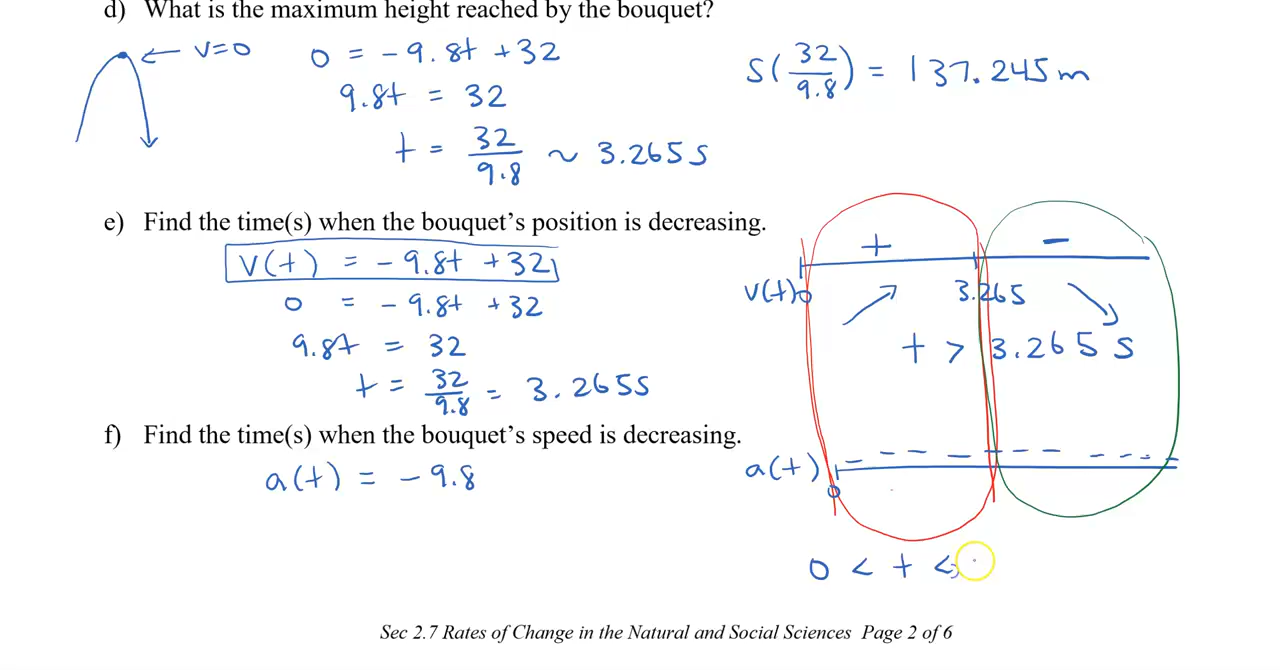 d) What is the maximum height reached by the bouquet?
v=0
0 = -9.8t +32
9.8t = 32
t = 32/9.8 ~ 3.265s
S(32/9.8) = 137.245m
e) Find the time(s) when the bouquet's position is decreasing.
v(t) = -9.8t +32
0 = -9.8t +32
9.8t = 32
t = 32/9.8 = 3.265s
+ -
v(t) 0 3.265
t > 3.265 s
f) Find the time(s) when the bouquet's speed is decreasing.
a(t) = -9.8
a(t) - - - - - - - - - -
0
0 < t <
Sec 2.7 Rates of Change in the Natural and Social Sciences Page 2 of 6